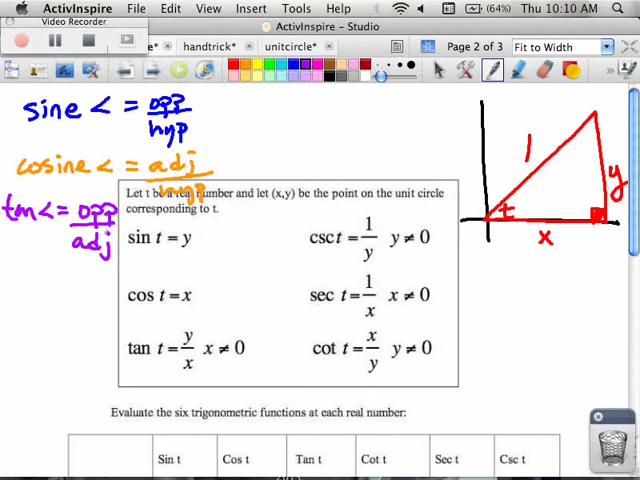 ActivInspire File Edit View Insert Tools Help (64%) Thu 10:10 AM
Video Recorder
ActivInspire - Studio
handtrick* unitcircle* Page 2 of 3 Fit to Width
sine < = opp
hyp
cosine < = adj
hyp
tan < = opp
adj
1
y
t
x
Let t be a real number and let (x,y) be the point on the unit circle
corresponding to t.
sin t = y csc t = 1/y y ≠ 0
cos t = x sec t = 1/x x ≠ 0
tan t = y/x x ≠ 0 cot t = x/y y ≠ 0
Evaluate the six trigonometric functions at each real number:
Sin t Cos t Tan t Cot t Sec t Csc t